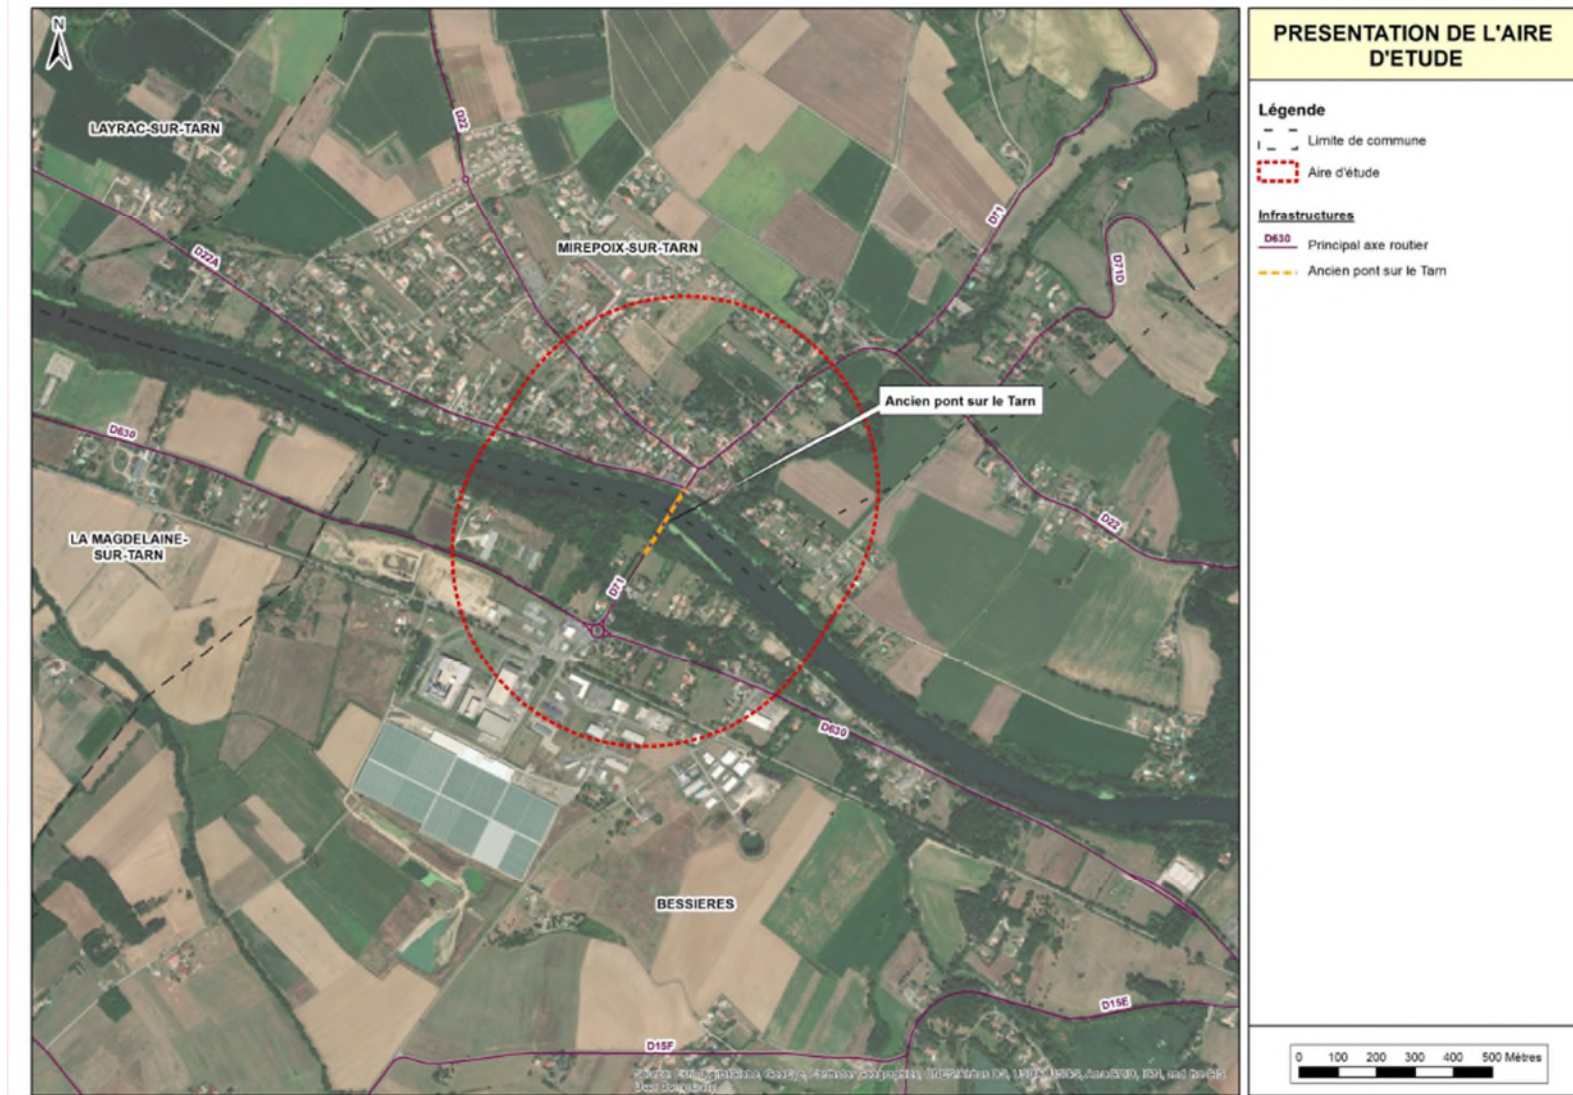 N
PRESENTATION DE L'AIRE
D'ETUDE
Légende
Limite de commune
Aire d'étude
Infrastructures
D630
Principal axe routier
Ancien pont sur le Tarn
LAYRAC-SUR-TARN
D22
D22A
MIREPOIX-SUR-TARN
D71
D71D
Ancien pont sur le Tarn
D630
LA MAGDELAINE-
SUR-TARN
D22
D71
D630
BESSIERES
D15E
D15F
0 100 200 300 400 500 Mètres